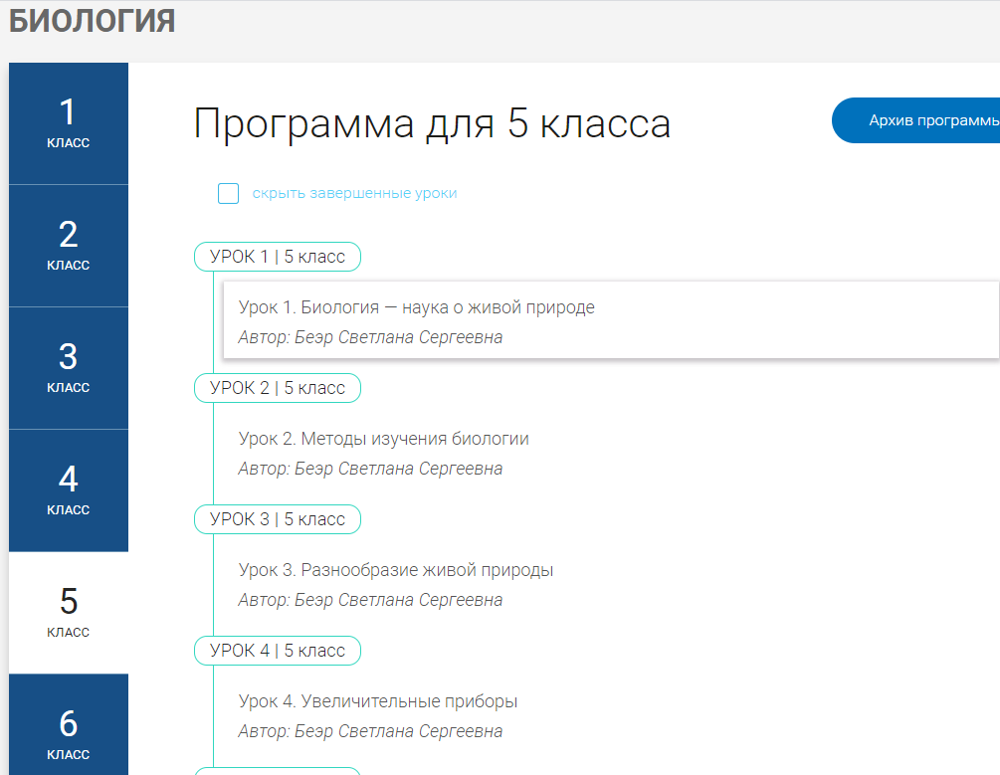 БИОЛОГИЯ
1
КЛАСС
2
КЛАСС
3
КЛАСС
4
КЛАСС
5
КЛАСС
6
КЛАСС
Программа для 5 класса
Архив программы
скрыть завершенные уроки
УРОК 1 | 5 класс
Урок 1. Биология — наука о живой природе
Автор: Беэр Светлана Сергеевна
УРОК 2 | 5 класс
Урок 2. Методы изучения биологии
Автор: Беэр Светлана Сергеевна
УРОК 3 | 5 класс
Урок 3. Разнообразие живой природы
Автор: Беэр Светлана Сергеевна
УРОК 4 | 5 класс
Урок 4. Увеличительные приборы
Автор: Беэр Светлана Сергеевна